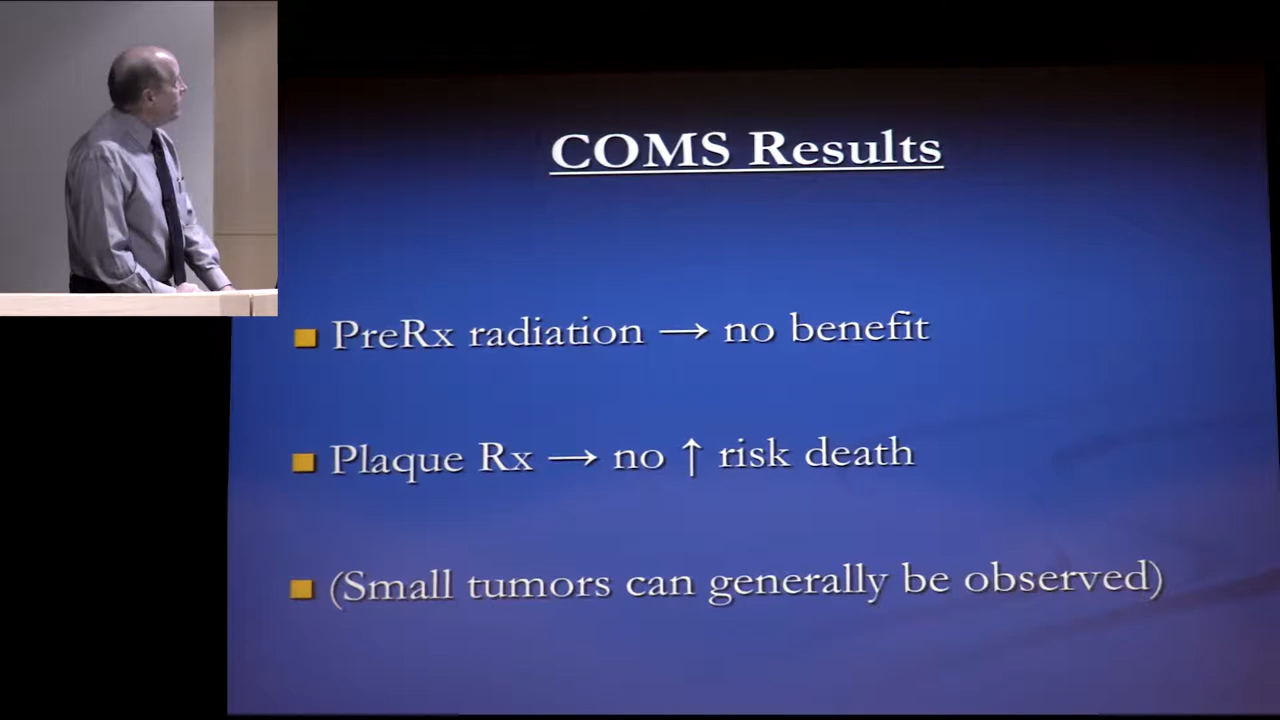 COMS Results
PreRx radiation → no benefit
Plaque Rx → no ↑ risk death
(Small tumors can generally be observed)